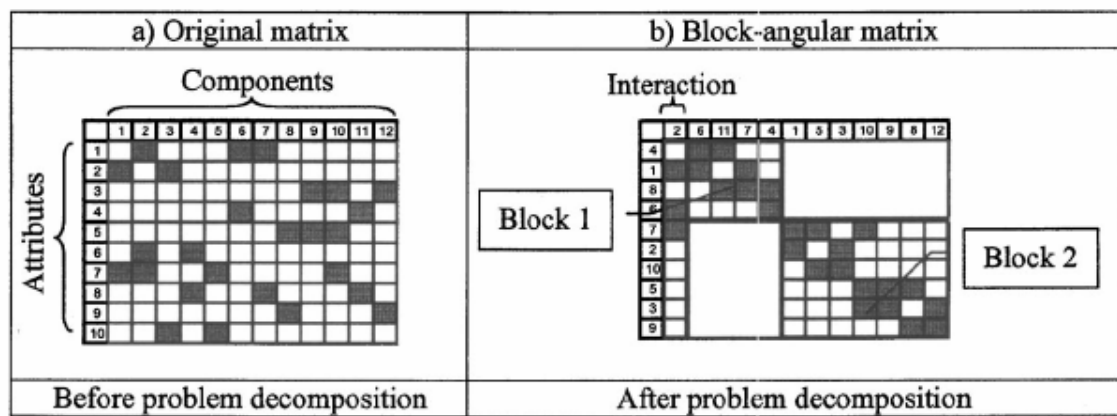 a) Original matrix
b) Block-angular matrix
Components
Interaction
1 2 3 4 5 6 7 8 9 10 11 12
1
2
3
4
5
6
7
8
9
10
Attributes
2 6 11 7 4 1 5 3 10 9 8 12
4
1
8
6
7
2
10
5
3
9
Block 1
Block 2
Before problem decomposition
After problem decomposition